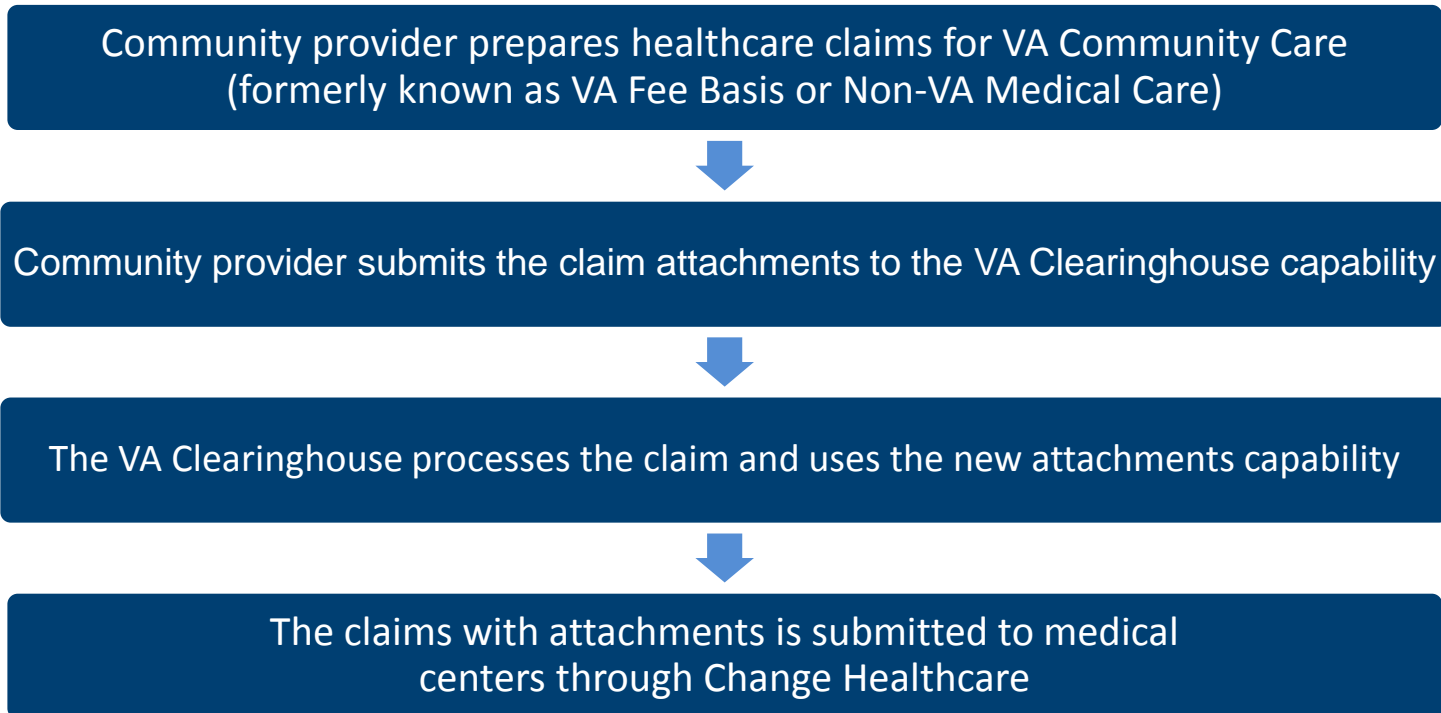 Community provider prepares healthcare claims for VA Community Care
(formerly known as VA Fee Basis or Non-VA Medical Care)
Community provider submits the claim attachments to the VA Clearinghouse capability
The VA Clearinghouse processes the claim and uses the new attachments capability
The claims with attachments is submitted to medical
centers through Change Healthcare